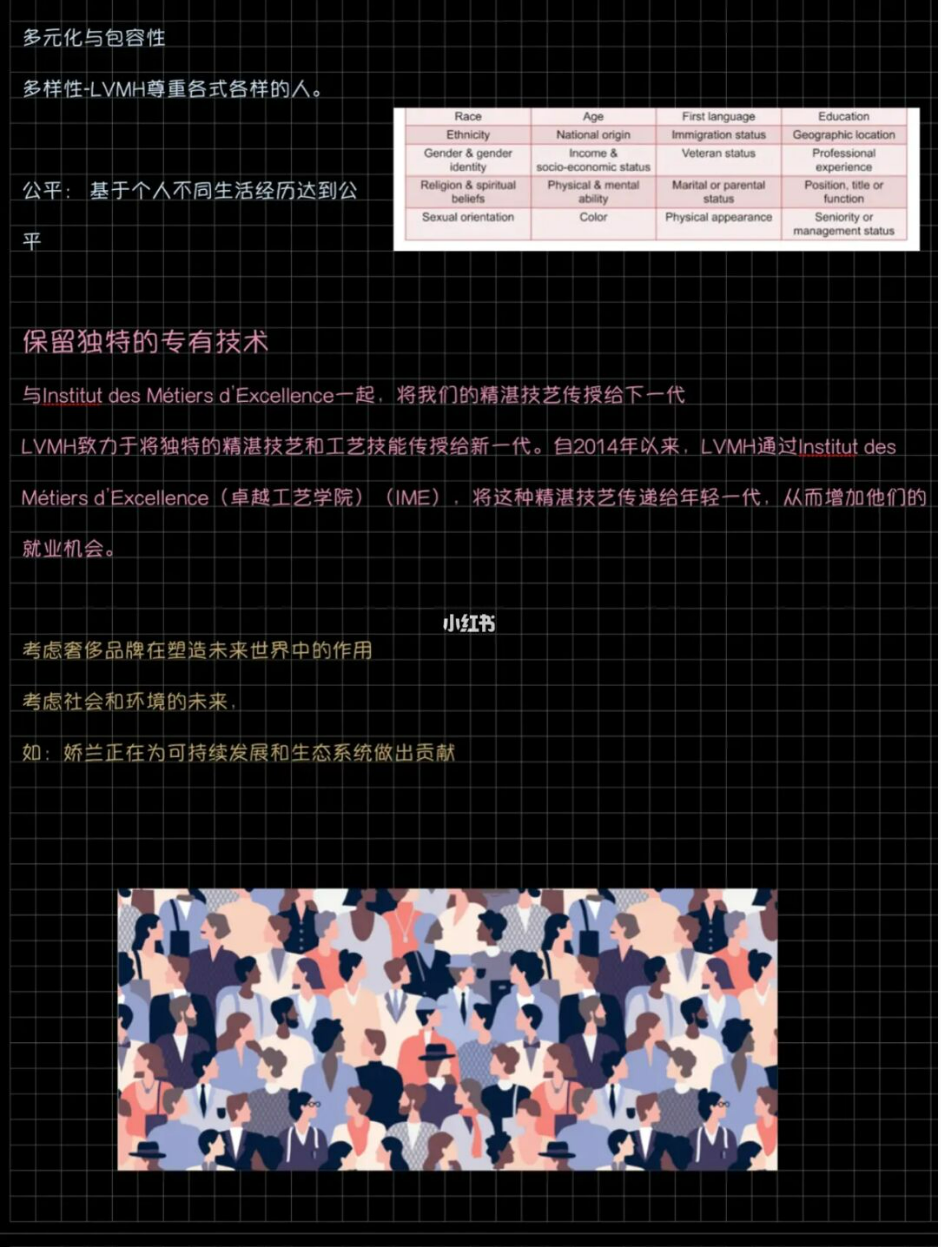 多元化与包容性
多样性-LVMH尊重各式各样的人。
Race Age First language Education
Ethnicity National origin Immigration status Geographic location
Gender & gender identity Income & socio-economic status Veteran status Professional experience
Religion & spiritual beliefs Physical & mental ability Marital or parental status Position, title or function
Sexual orientation Color Physical appearance Seniority or management status
公平： 基于个人不同生活经历达到公
平
保留独特的专有技术
与Institut des Métiers d'Excellence一起，将我们的精湛技艺传授给下一代
LVMH致力于将独特的精湛技艺和工艺技能传授给新一代。自2014年以来，LVMH通过Institut des
Métiers d'Excellence（卓越工艺学院）（IME），将这种精湛技艺传递给年轻一代，从而增加他们的
就业机会。
小红书
考虑奢侈品牌在塑造未来世界中的作用
考虑社会和环境的未来，
如：娇兰正在为可持续发展和生态系统做出贡献